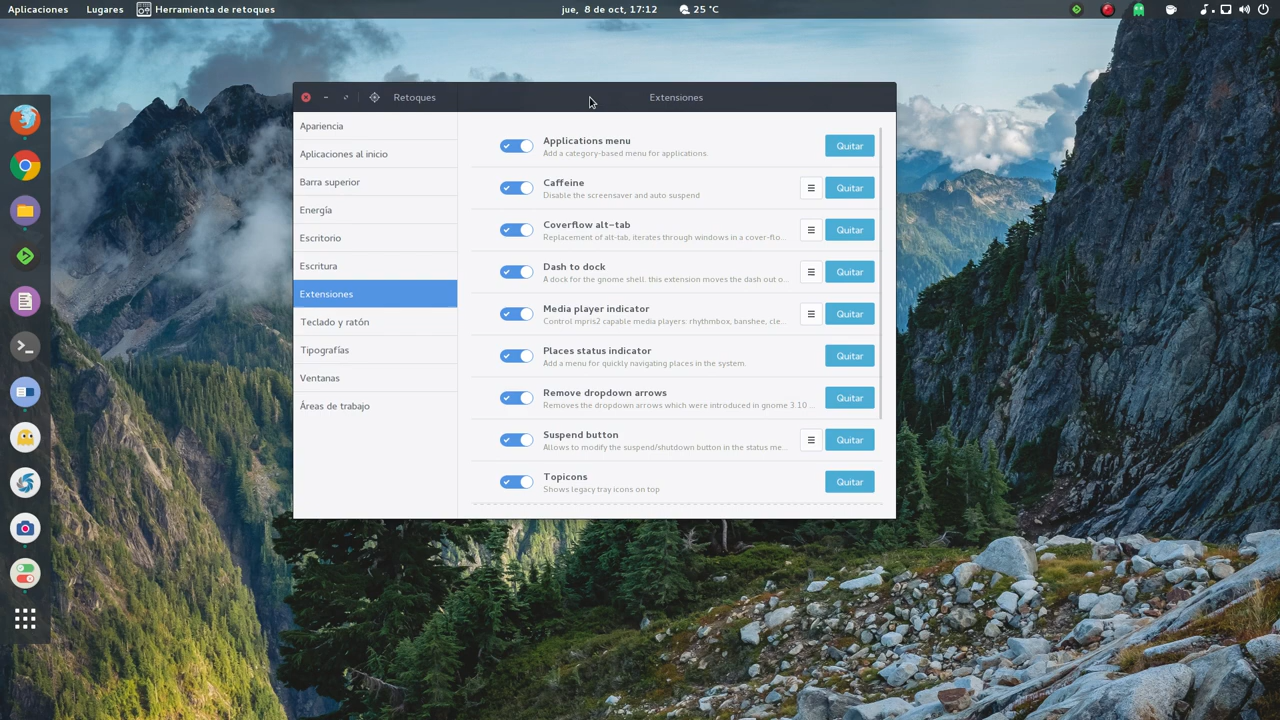 Aplicaciones Lugares Herramienta de retoques jue, 8 de oct, 17:12 25 °C
Retoques Extensiones
Apariencia
Aplicaciones al inicio
Barra superior
Energía
Escritorio
Escritura
Extensiones
Teclado y ratón
Tipografías
Ventanas
Áreas de trabajo
Applications menu
Add a category-based menu for applications.
Quitar
Caffeine
Disable the screensaver and auto suspend
Quitar
Coverflow alt-tab
Replacement of alt-tab, iterates through windows in a cover-flo...
Quitar
Dash to dock
A dock for the gnome shell. this extension moves the dash out o...
Quitar
Media player indicator
Control mpris2 capable media players: rhythmbox, banshee, cle...
Quitar
Places status indicator
Add a menu for quickly navigating places in the system.
Quitar
Remove dropdown arrows
Removes the dropdown arrows which were introduced in gnome 3.10 ...
Quitar
Suspend button
Allows to modify the suspend/shutdown button in the status me...
Quitar
Topicons
Shows legacy tray icons on top
Quitar